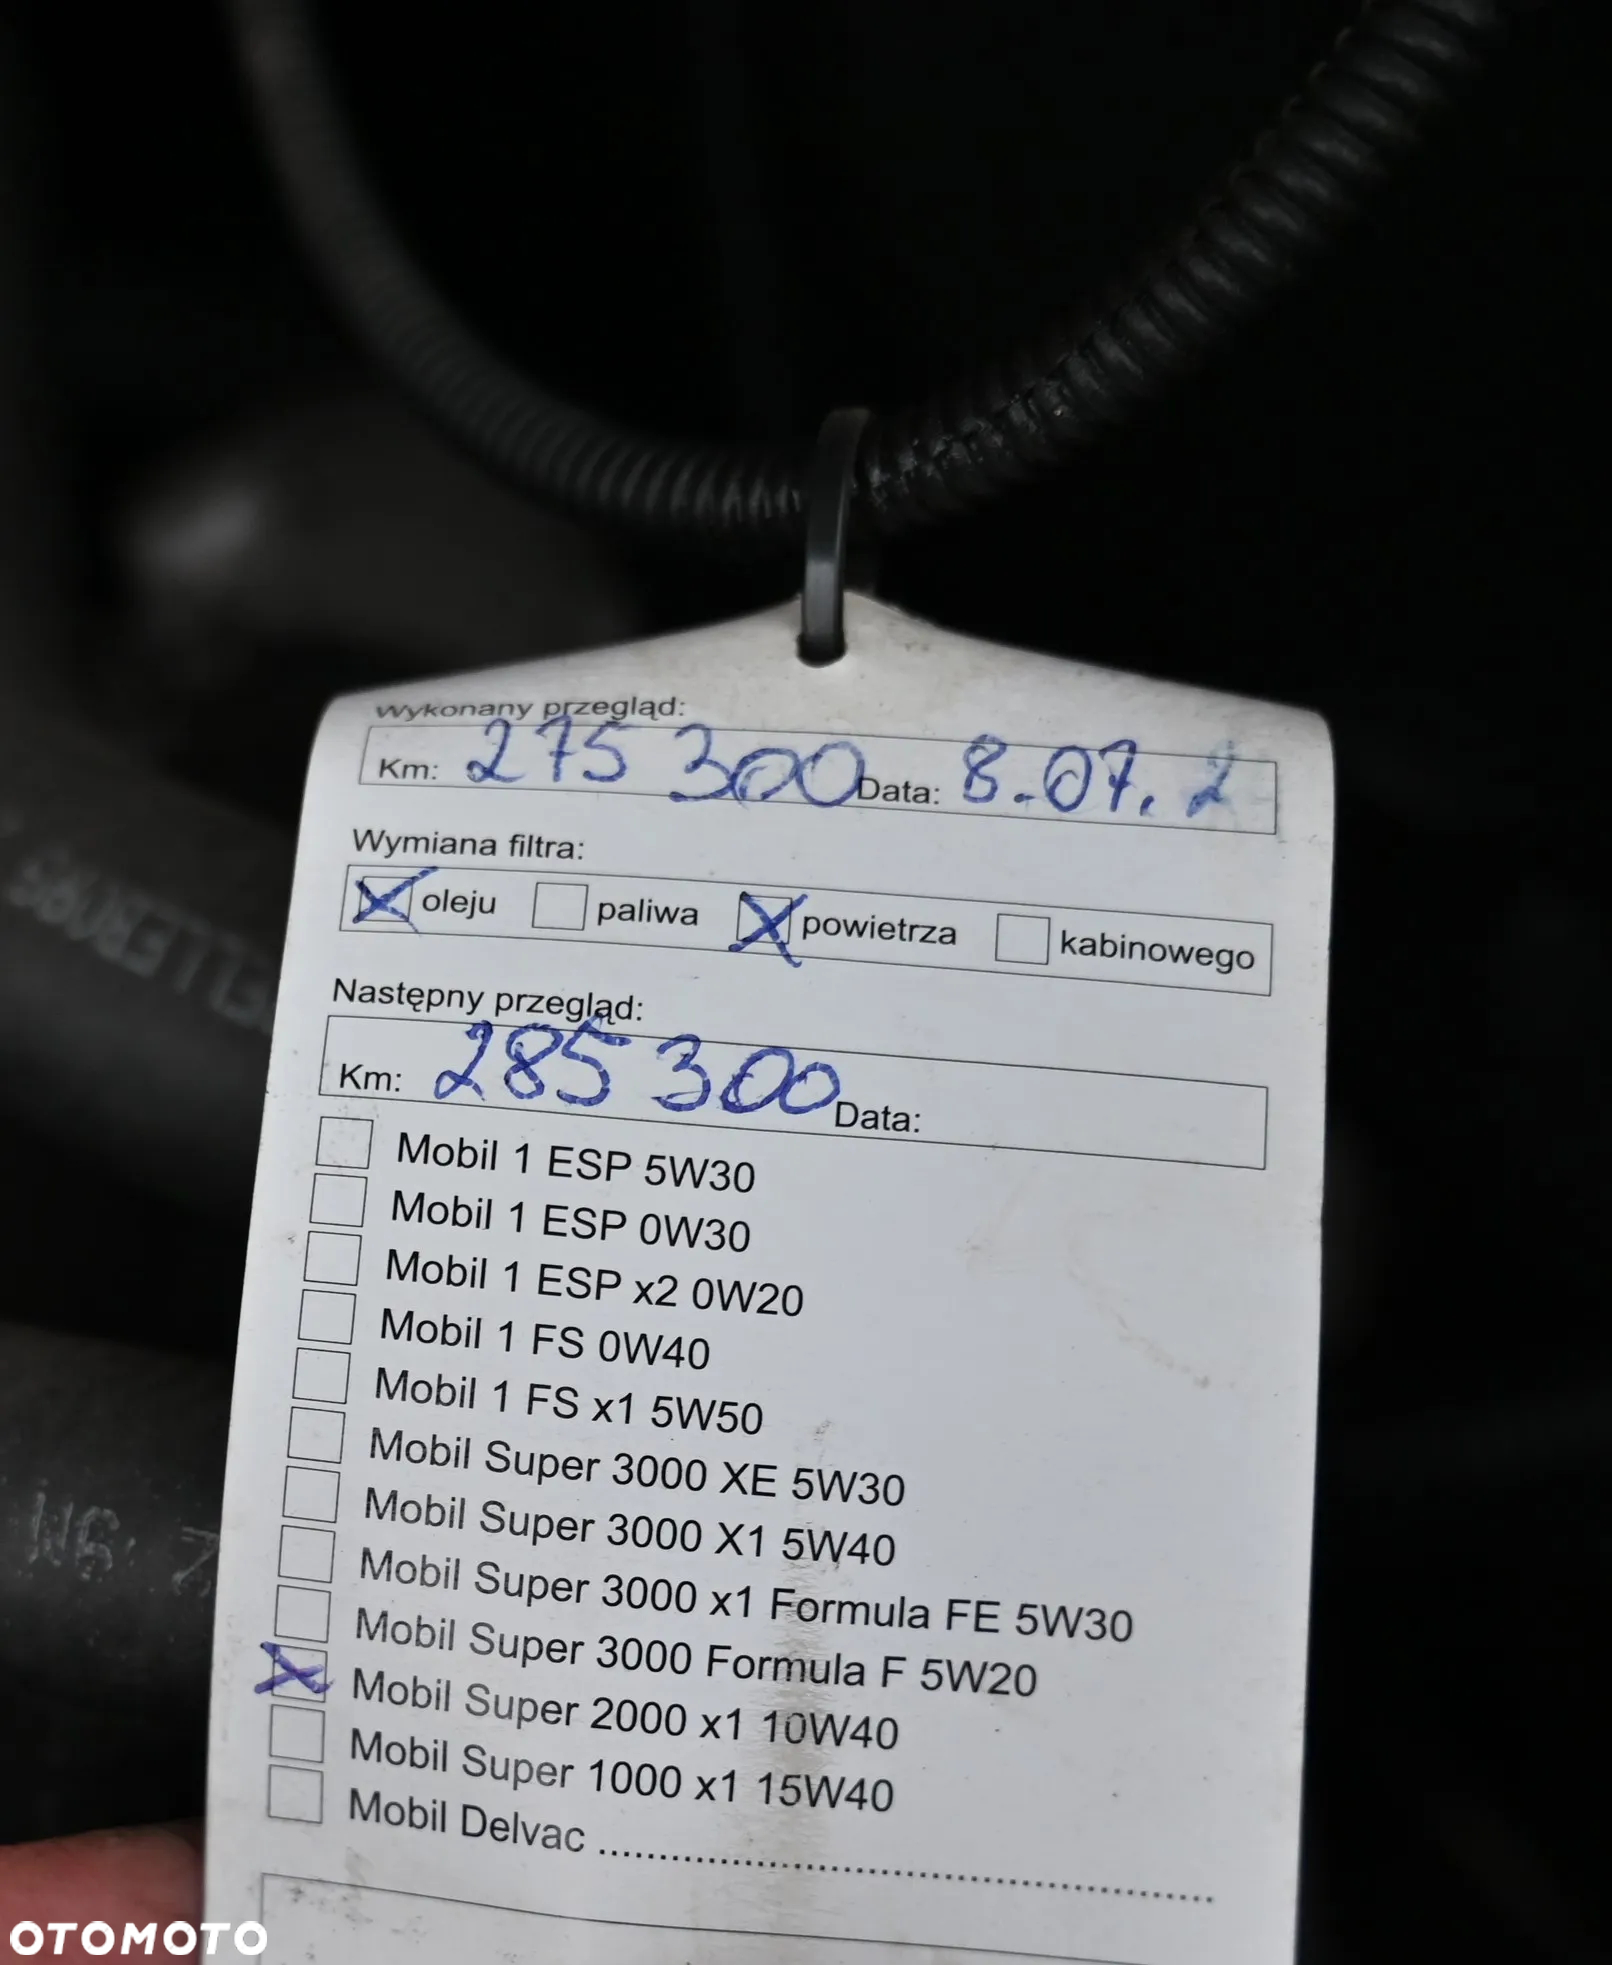 Wykonany przegląd:
Km: 275 300 Data: 8.07. 2
Wymiana filtra:
oleju paliwa powietrza kabinowego
Następny przegląd:
Km: 285 300 Data:
Mobil 1 ESP 5W30
Mobil 1 ESP 0W30
Mobil 1 ESP x2 0W20
Mobil 1 FS 0W40
Mobil 1 FS x1 5W50
Mobil Super 3000 XE 5W30
Mobil Super 3000 X1 5W40
Mobil Super 3000 x1 Formula FE 5W30
Mobil Super 3000 Formula F 5W20
Mobil Super 2000 x1 10W40
Mobil Super 1000 x1 15W40
Mobil Delvac ........................................
OTOMOTO